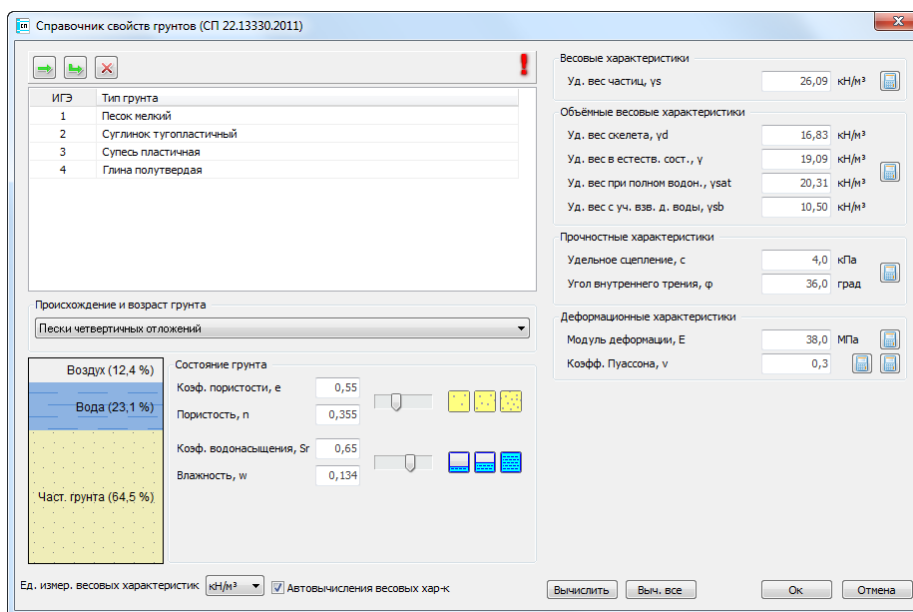 Справочник свойств грунтов (СП 22.13330.2011)
ИГЭ Тип грунта
1 Песок мелкий
2 Суглинок тугопластичный
3 Супесь пластичная
4 Глина полутвердая
Происхождение и возраст грунта
Пески четвертичных отложений
Воздух (12,4 %)
Вода (23,1 %)
Част. грунта (64,5 %)
Состояние грунта
Коэф. пористости, e 0,55
Пористость, n 0,355
Коэф. водонасыщения, Sr 0,65
Влажность, w 0,134
Весовые характеристики
Уд. вес частиц, γs 26,09 кН/м³
Объёмные весовые характеристики
Уд. вес скелета, γd 16,83 кН/м³
Уд. вес в естеств. сост., γ 19,09 кН/м³
Уд. вес при полном водон., γsat 20,31 кН/м³
Уд. вес с уч. взв. д. воды, γsb 10,50 кН/м³
Прочностные характеристики
Удельное сцепление, c 4,0 кПа
Угол внутреннего трения, φ 36,0 град
Деформационные характеристики
Модуль деформации, E 38,0 МПа
Коэфф. Пуассона, ν 0,3
Ед. измер. весовых характеристик кН/м³ Автовычисления весовых хар-к
Вычислить Выч. все Ок Отмена